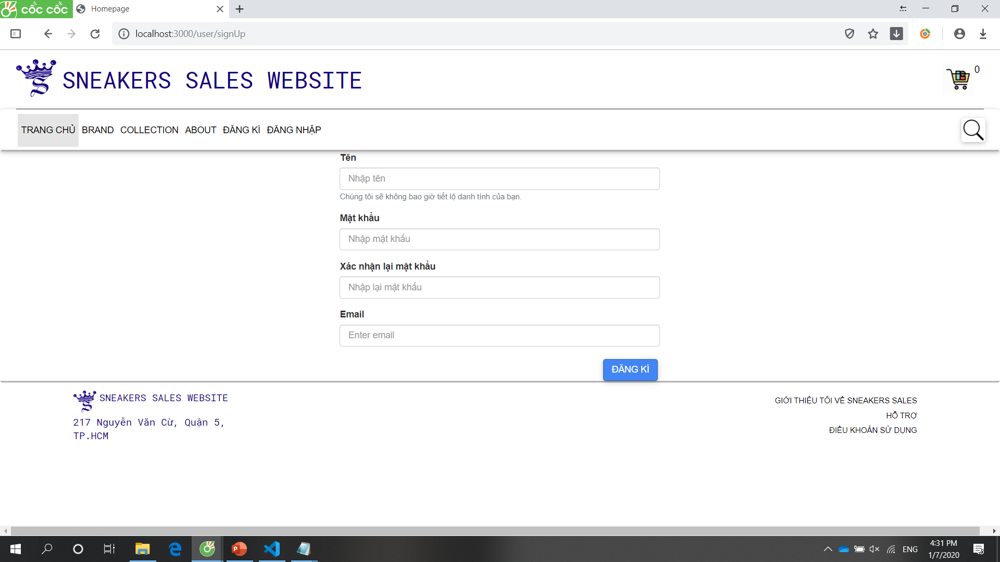 cốc cốc
Homepage
localhost:3000/user/signUp
SNEAKERS SALES WEBSITE
0
TRANG CHỦ BRAND COLLECTION ABOUT ĐĂNG KÍ ĐĂNG NHẬP
Tên
Nhập tên
Chúng tôi sẽ không bao giờ tiết lộ danh tính của bạn.
Mật khẩu
Nhập mật khẩu
Xác nhận lại mật khẩu
Nhập lại mật khẩu
Email
Enter email
ĐĂNG KÍ
SNEAKERS SALES WEBSITE
217 Nguyễn Văn Cừ, Quận 5,
TP.HCM
GIỚI THIỆU TÔI VỀ SNEAKERS SALES
HỖ TRỢ
ĐIỀU KHOẢN SỬ DỤNG
ENG
4:31 PM
1/7/2020